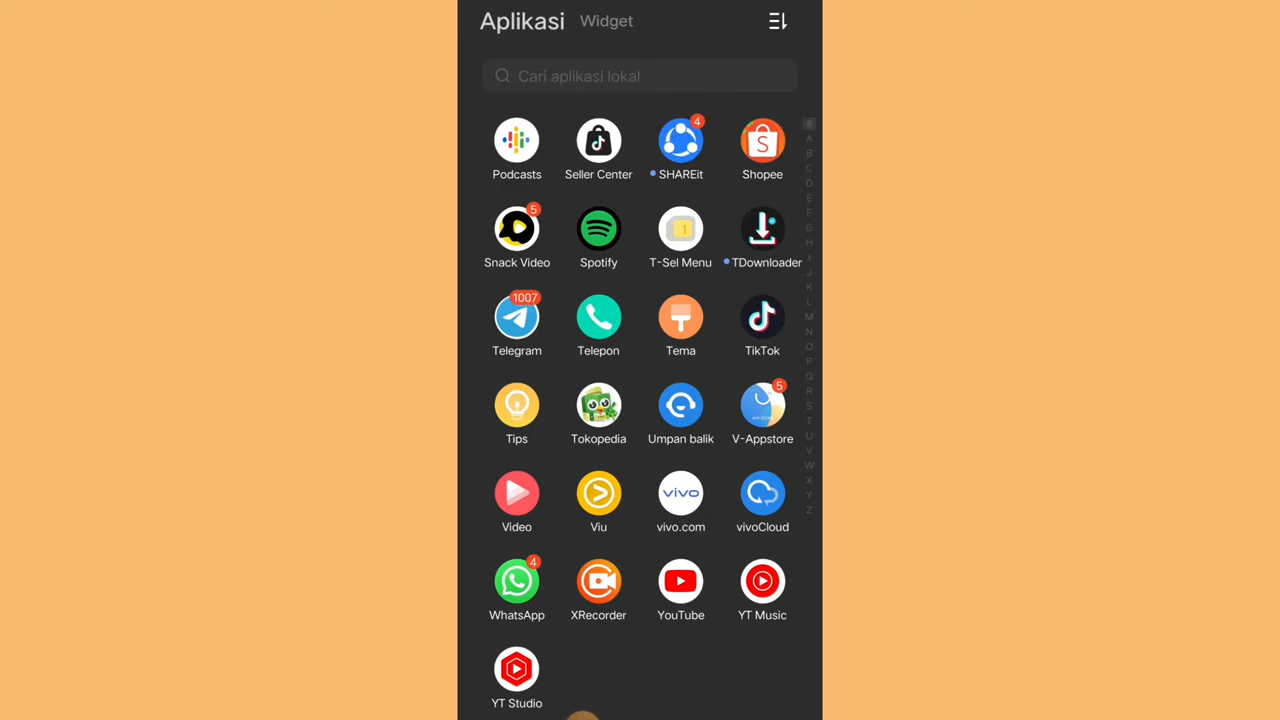 Aplikasi Widget
Cari aplikasi lokal
#
A
B
C
D
E
F
G
H
I
J
K
L
M
N
O
P
Q
R
S
T
U
V
W
X
Y
Z
4
Podcasts Seller Center SHAREit Shopee
5
1
Snack Video Spotify T-Sel Menu TDownloader
1007
Telegram Telepon Tema TikTok
5
Tips Tokopedia Umpan balik V-Appstore
vivo
Video Viu vivo.com vivoCloud
4
WhatsApp XRecorder YouTube YT Music
YT Studio